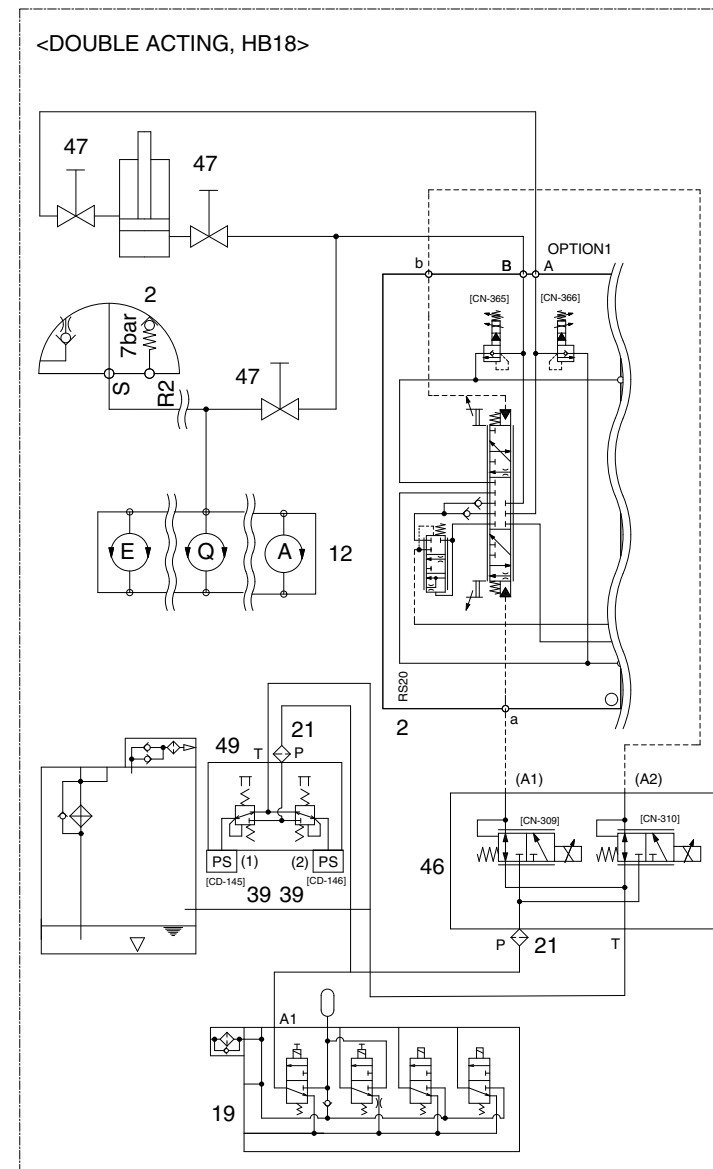 <DOUBLE ACTING, HB18>
47
47
OPTION1
b
B
A
[CN-365]
[CN-366]
2
7bar
S
R2
47
E
Q
A
12
RS20
2
a
49
T
21
P
(A1)
(A2)
[CN-309]
[CN-310]
46
PS
(1)
(2)
PS
[CD-145]
[CD-146]
39
39
P
21
T
A1
19